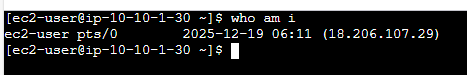 [ec2-user@ip-10-10-1-30 ~]$ who am i
ec2-user pts/0        2025-12-19 06:11 (18.206.107.29)
[ec2-user@ip-10-10-1-30 ~]$